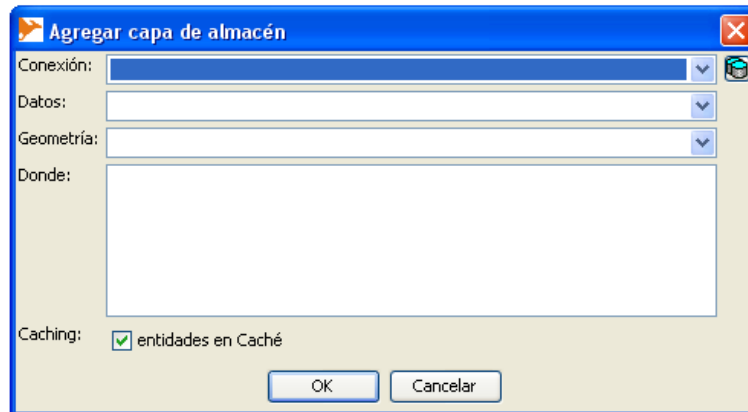 Agregar capa de almacén
Conexión:
Datos:
Geometría:
Donde:
Caching:
entidades en Caché
OK
Cancelar